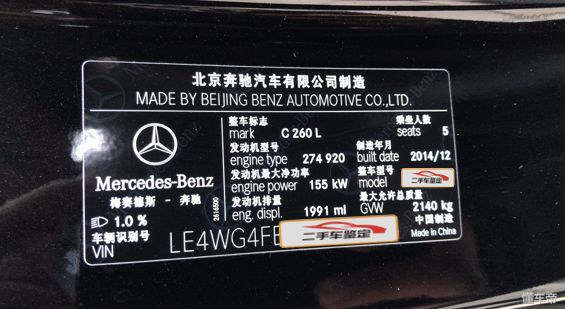 北京奔驰汽车有限公司制造
MADE BY BEIJING BENZ AUTOMOTIVE CO.,LTD.
整车标志 乘坐人数
mark C 260 L seats 5
发动机型号 制造年月
engine type 274 920 built date 2014/12
发动机最大净功率 整车型号
engine power 155 kW model 二手车鉴定
发动机排量 最大允许总质量
eng. displ. 1991 ml GVW 2140 kg
Mercedes-Benz
梅赛德斯 - 奔驰
1.0 %
2616500
车辆识别号 中国制造
VIN LE4WG4FE 二手车鉴定 Made in China
懂车帝